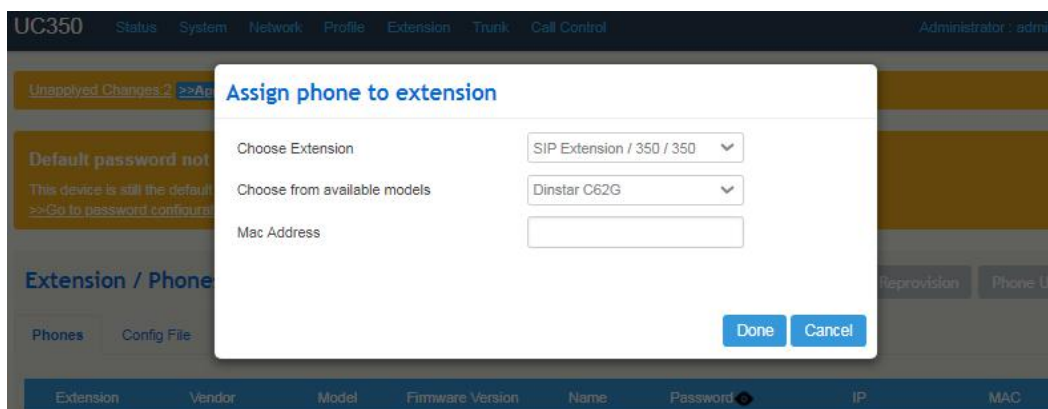 UC350 Status System Network Profile Extension Trunk Call Control Administrator : admi
Unapplyed Changes:2 >>Ap
Assign phone to extension
Choose Extension SIP Extension / 350 / 350
Default password not
This device is still the default
Choose from available models Dinstar C62G
>>Go to password configurat
Mac Address
Extension / Phone
Reprovision Phone U
Done Cancel
Phones Config File
Extension Vendor Model Firmware Version Name Password IP MAC